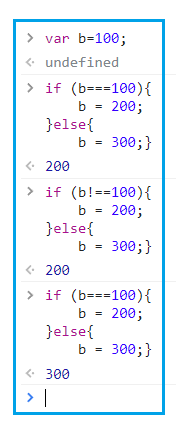 var b=100;
undefined
if (b===100){
    b = 200;
}else{
    b = 300;}
200
if (b!==100){
    b = 200;
}else{
    b = 300;}
200
if (b===100){
    b = 200;
}else{
    b = 300;}
300